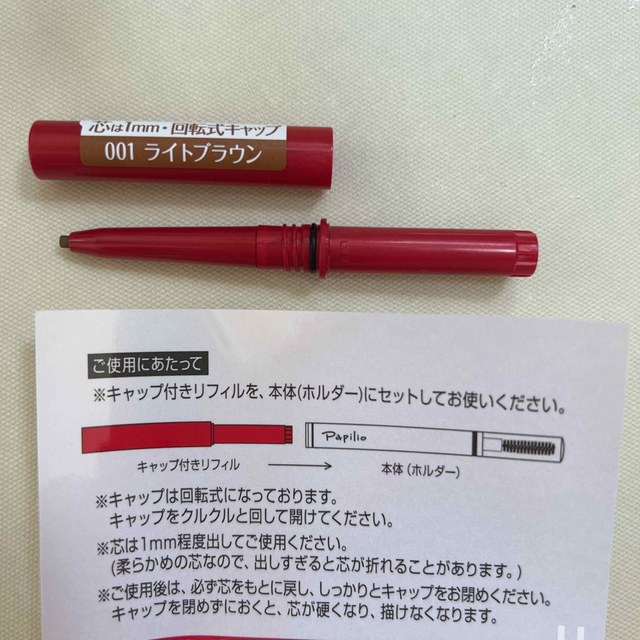 芯は1mm・回転式キャップ
001 ライトブラウン
ご使用にあたって
※キャップ付きリフィルを、本体(ホルダー)にセットしてお使いください。
Papilio
キャップ付きリフィル
本体(ホルダー)
※キャップは回転式になっております。
キャップをクルクルと回して開けてください。
※芯は1mm程度出してご使用ください。
(柔らかめの芯なので、出しすぎると芯が折れることがあります。)
※ご使用後は、必ず芯をもとに戻し、しっかりとキャップをお閉めください。
キャップを閉めずにおくと、芯が硬くなり、描けなくなります。